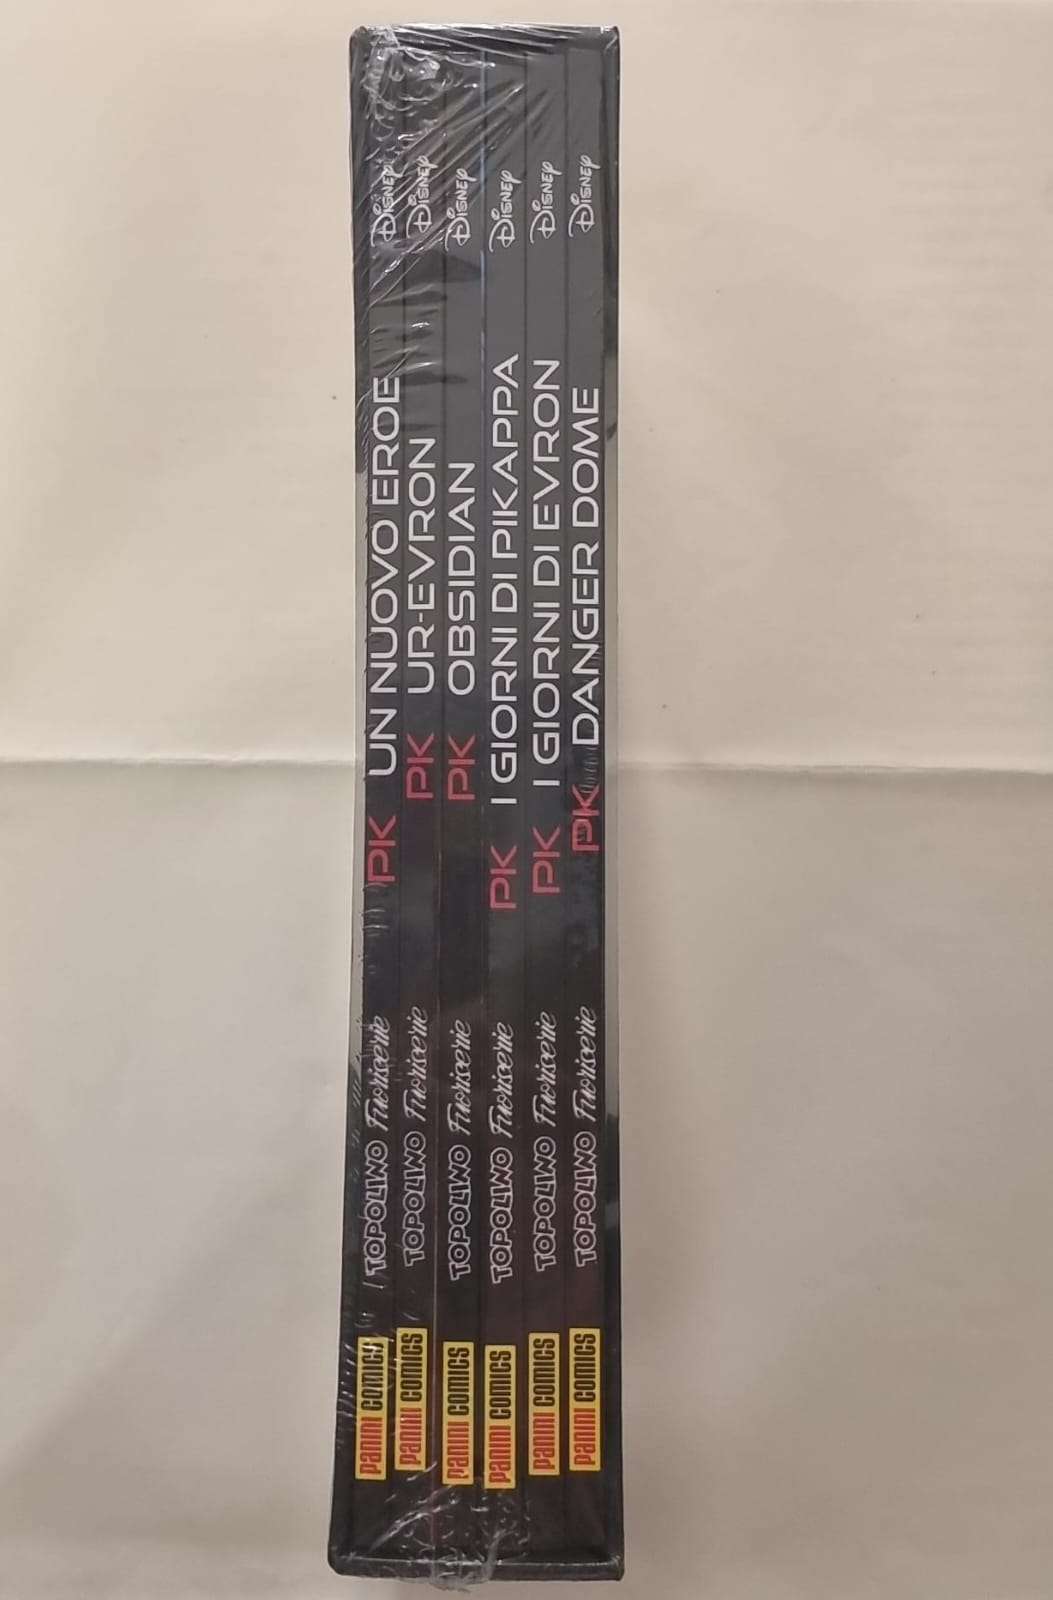 PANINI COMICS TOPOLINO Fuoriserie PK UN NUOVO EROE DISNEY
PANINI COMICS TOPOLINO Fuoriserie PK UR-EVRON DISNEY
PANINI COMICS TOPOLINO Fuoriserie PK OBSIDIAN DISNEY
PANINI COMICS TOPOLINO Fuoriserie PK I GIORNI DI PIKAPPA DISNEY
PANINI COMICS TOPOLINO Fuoriserie PK I GIORNI DI EVRON DISNEY
PANINI COMICS TOPOLINO Fuoriserie PK DANGER DOME DISNEY